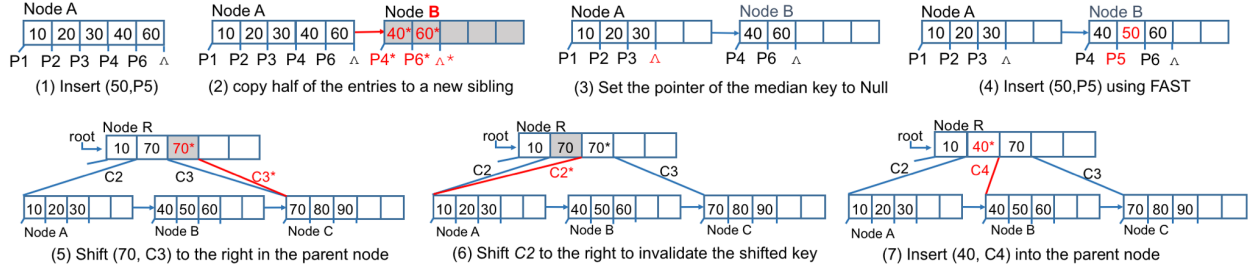 Node A
10 20 30 40 60
P1 P2 P3 P4 P6 Λ
(1) Insert (50,P5)
Node A
10 20 30 40 60
P1 P2 P3 P4 P6 Λ
Node B
40* 60*
P4* P6* Λ*
(2) copy half of the entries to a new sibling
Node A
10 20 30
P1 P2 P3 Λ
Node B
40 60
P4 P6 Λ
(3) Set the pointer of the median key to Null
Node A
10 20 30
P1 P2 P3 Λ
Node B
40 50 60
P4 P5 P6 Λ
(4) Insert (50,P5) using FAST
Node R
root
10 70 70*
C2 C3 C3*
10 20 30
Node A
40 50 60
Node B
70 80 90
Node C
(5) Shift (70, C3) to the right in the parent node
Node R
root
10 70 70*
C2 C2* C3
10 20 30
Node A
40 50 60
Node B
70 80 90
Node C
(6) Shift C2 to the right to invalidate the shifted key
Node R
root
10 40* 70
C2 C4 C3
10 20 30
Node A
40 50 60
Node B
70 80 90
Node C
(7) Insert (40, C4) into the parent node